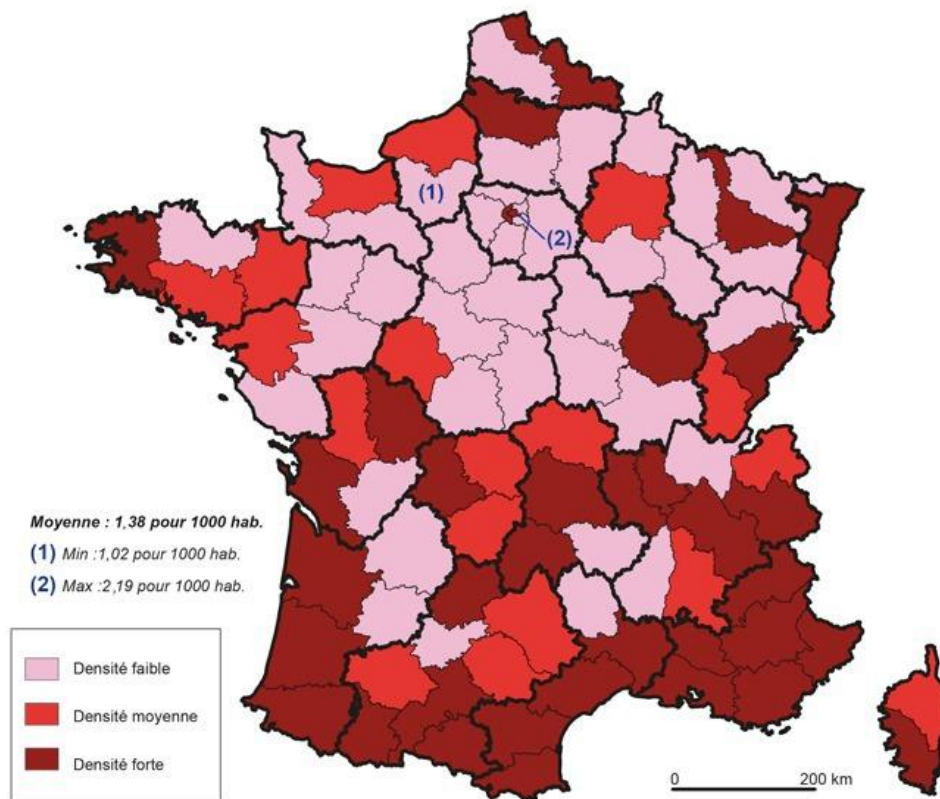 (1)
(2)
Moyenne : 1,38 pour 1000 hab.
(1) Min :1,02 pour 1000 hab.
(2) Max :2,19 pour 1000 hab.
Densité faible
Densité moyenne
Densité forte
0 200 km